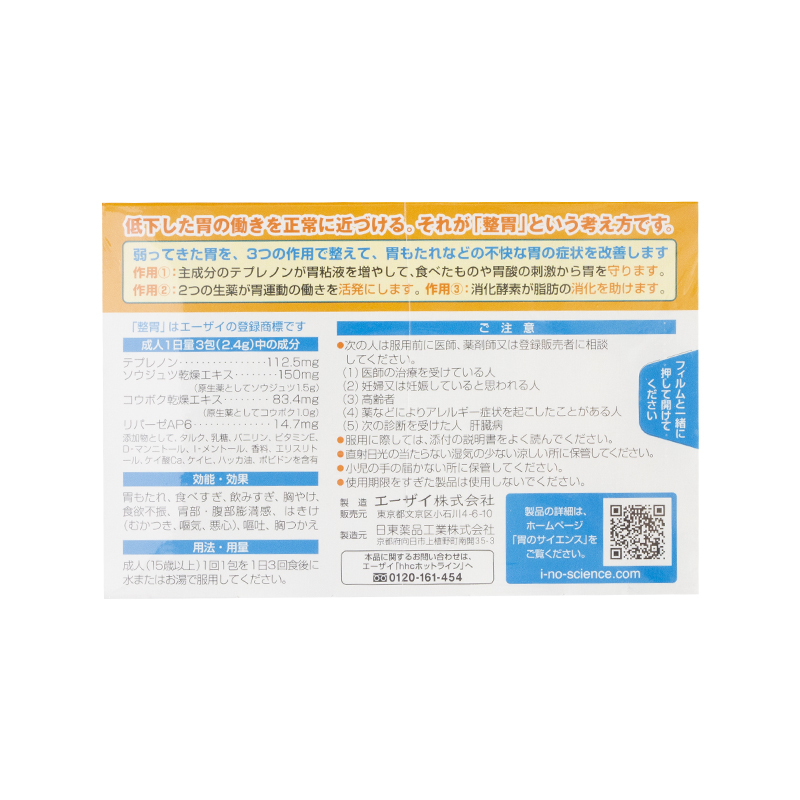 低下した胃の働きを正常に近づける。それが「整胃」という考え方です。
弱ってきた胃を、3つの作用で整えて、胃もたれなどの不快な胃の症状を改善します
作用①：主成分のテプレノンが胃粘液を増やして、食べたものや胃酸の刺激から胃を守ります。
作用②：2つの生薬が胃運動の働きを活発にします。作用③：消化酵素が脂肪の消化を助けます。
「整胃」はエーザイの登録商標です
成人1日量3包(2.4g)中の成分
テプレノン････････････････112.5mg
ソウジュツ乾燥エキス････････150mg
(原生薬としてソウジュツ1.5g)
コウボク乾燥エキス･･･････83.4mg
(原生薬としてコウボク1.0g)
リパーゼAP6･････････････14.7mg
添加物として、タルク、乳糖、バニリン、ビタミンE、
D-マンニトール、l-メントール、香料、エリスリト
ール、ケイ酸Ca、ケイヒ、ハッカ油、ポビドンを含有
効能・効果
胃もたれ、食べすぎ、飲みすぎ、胸やけ、
食欲不振、胃部・腹部膨満感、はきけ
(むかつき、嘔気、悪心)、嘔吐、胸つかえ
用法・用量
成人(15歳以上)1回1包を1日3回食後に
水またはお湯で服用してください。
ご注意
●次の人は服用前に医師、薬剤師又は登録販売者に相談
してください。
(1) 医師の治療を受けている人
(2) 妊婦又は妊娠していると思われる人
(3) 高齢者
(4) 薬などによりアレルギー症状を起こしたことがある人
(5) 次の診断を受けた人 肝臓病
●服用に際しては、添付の説明書をよく読んでください。
●直射日光の当たらない湿気の少ない涼しい所に保管してください。
●小児の手の届かない所に保管してください。
●使用期限をすぎた製品は使用しないでください。
製造販売元 エーザイ株式会社
東京都文京区小石川4-6-10
製造元 日東薬品工業株式会社
京都府向日市上植野町南開35-3
本品に関するお問い合わせは、
エーザイ「hhcホットライン」へ
0120-161-454
フィルムと一緒に
押して開けて
ください
製品の詳細は、
ホームページ
「胃のサイエンス」を
ご覧ください。
i-no-science.com